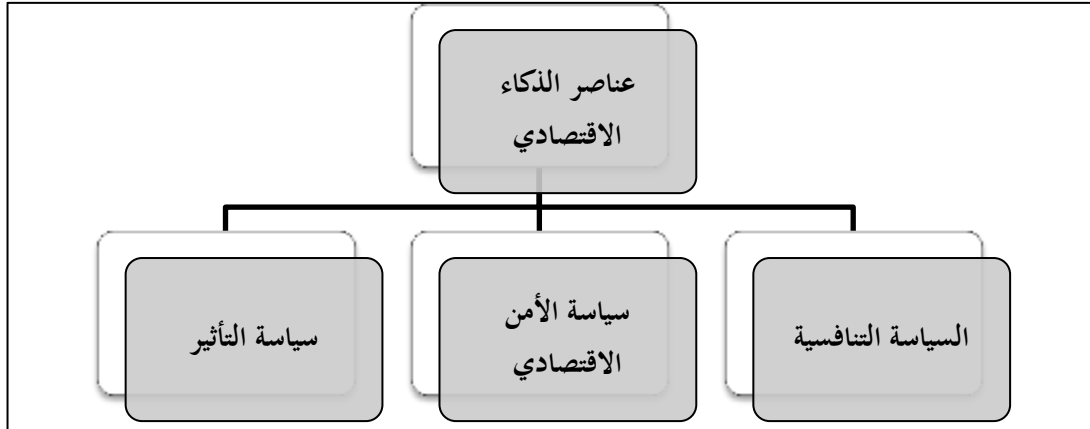 عناصر الذكاء
الاقتصادي
السياسة التنافسية
سياسة الأمن
الاقتصادي
سياسة التأثير